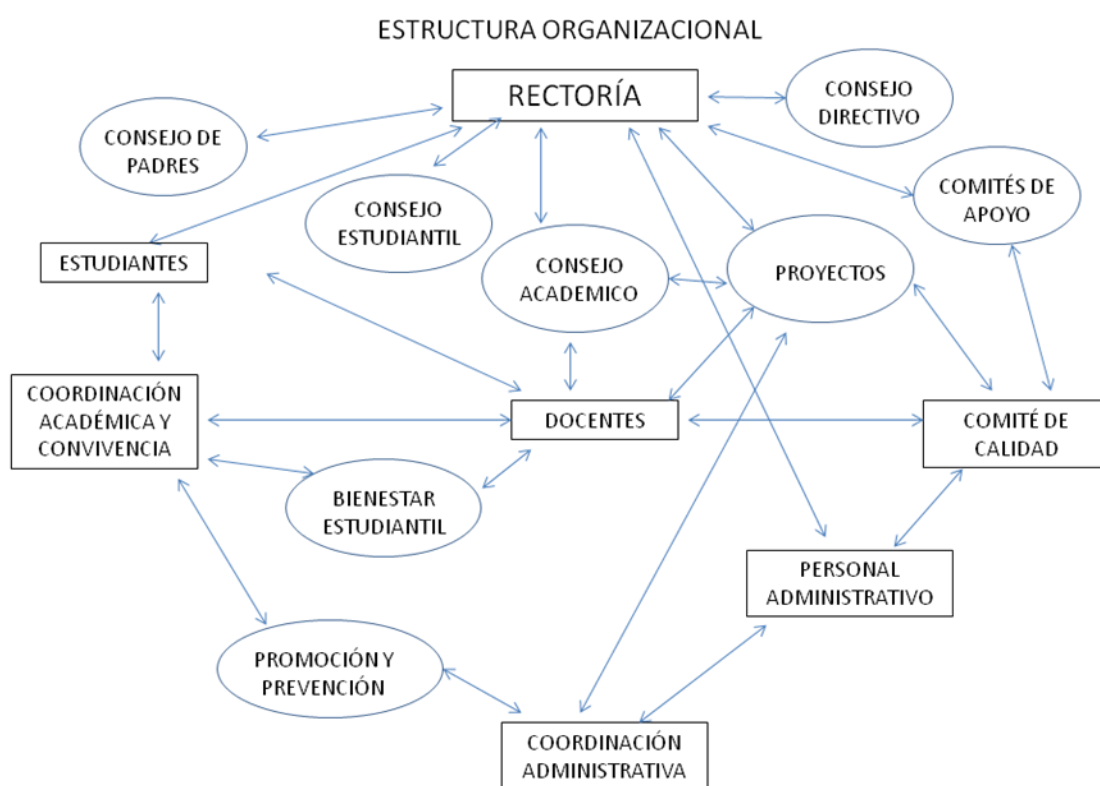 ESTRUCTURA ORGANIZACIONAL
RECTORÍA
CONSEJO
DIRECTIVO
CONSEJO DE
PADRES
CONSEJO
ESTUDIANTIL
COMITÉS DE
APOYO
ESTUDIANTES
CONSEJO
ACADEMICO
PROYECTOS
COORDINACIÓN
ACADÉMICA Y
CONVIVENCIA
DOCENTES
COMITÉ DE
CALIDAD
BIENESTAR
ESTUDIANTIL
PERSONAL
ADMINISTRATIVO
PROMOCIÓN Y
PREVENCIÓN
COORDINACIÓN
ADMINISTRATIVA